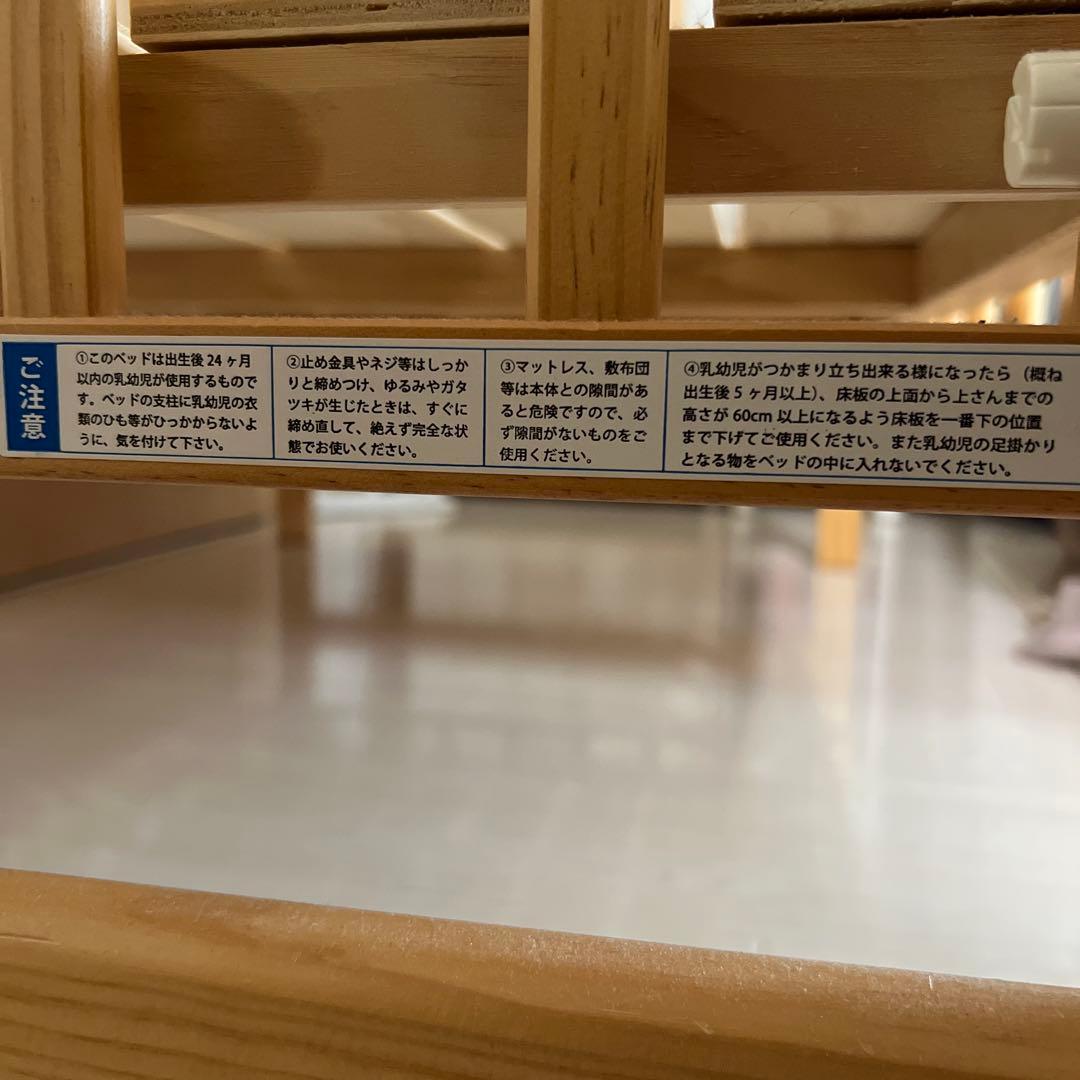 ご注意
①このベッドは出生後 24 ヶ月
以内の乳幼児が使用するもので
す。ベッドの支柱に乳幼児の衣
類のひも等がひっかからないよ
うに、気を付けて下さい。
②止め金具やネジ等はしっか
りと締めつけ、ゆるみやガタ
ツキが生じたときは、すぐに
締め直して、絶えず完全な状
態でお使いください。
③マットレス、敷布団
等は本体との隙間があ
ると危険ですので、必
ず隙間がないものをご
使用ください。
④乳幼児がつかまり立ち出来る様になったら（概ね
出生後 5 ヶ月以上）、床板の上面から上さんまでの
高さが 60cm 以上になるよう床板を一番下の位置
まで下げてご使用ください。また乳幼児の足掛かり
となる物をベッドの中に入れないでください。